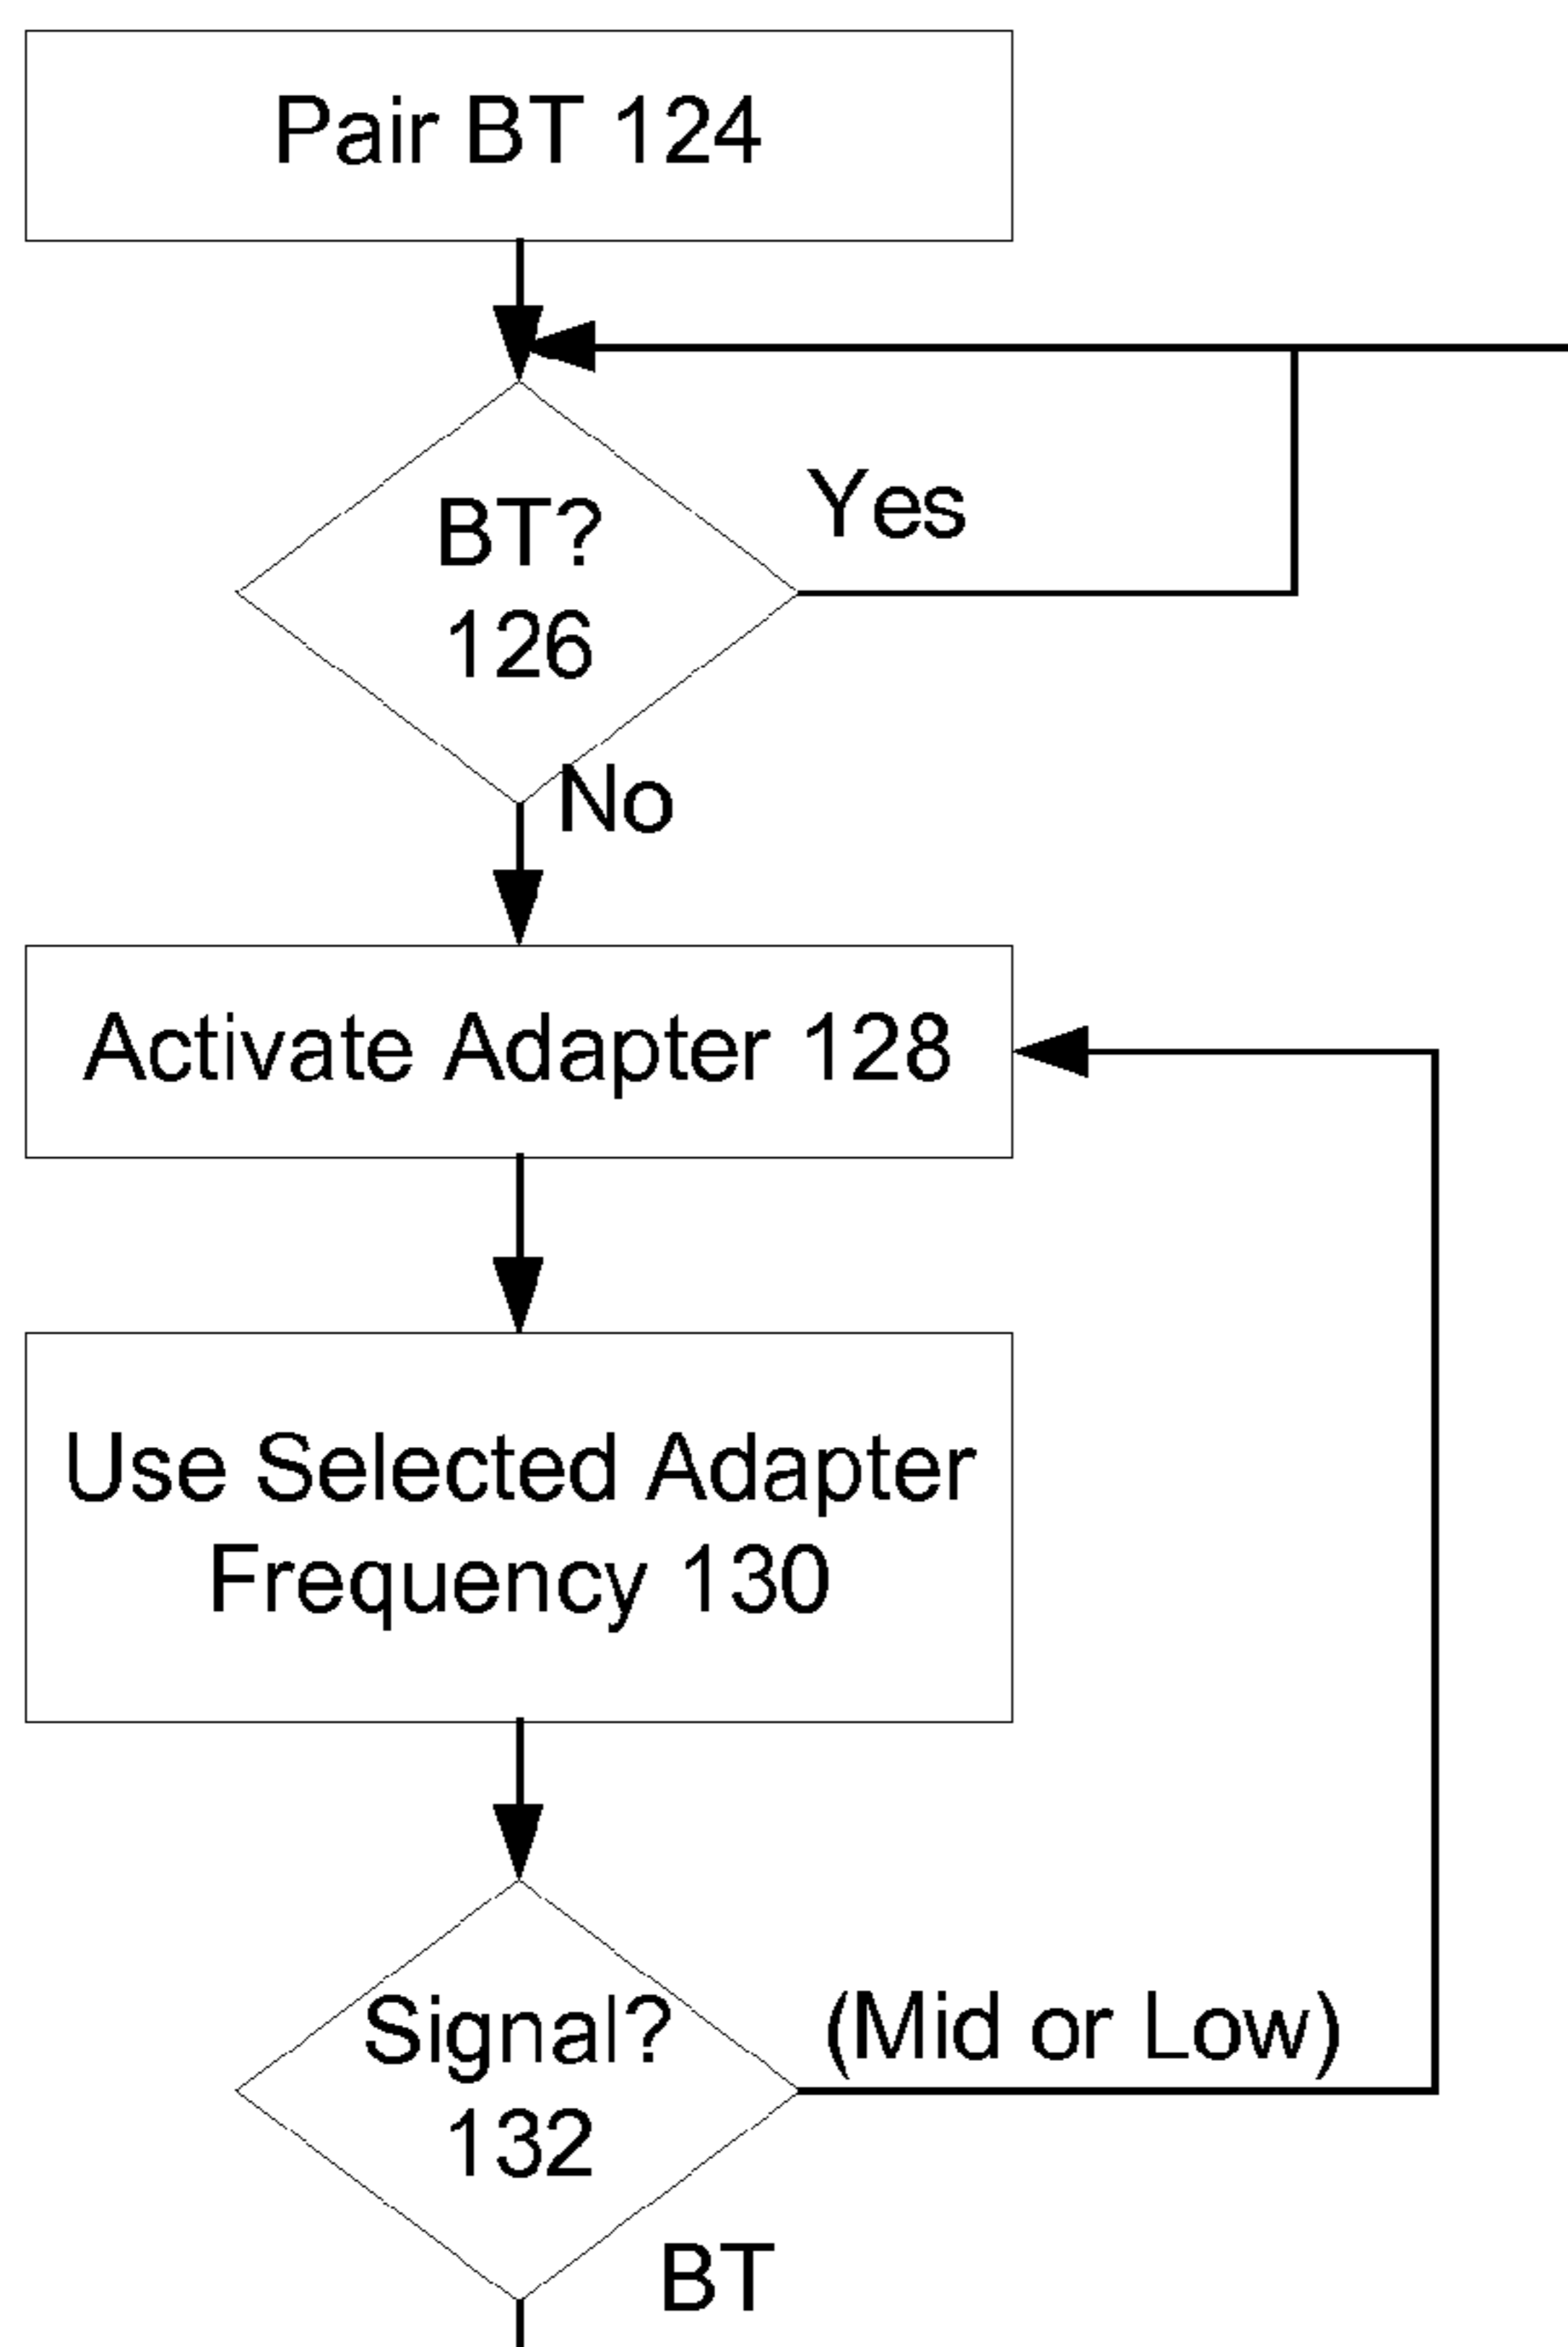 Pair BT 124
BT?
126
Yes
No
Activate Adapter 128
Use Selected Adapter
Frequency 130
Signal?
132
(Mid or Low)
BT